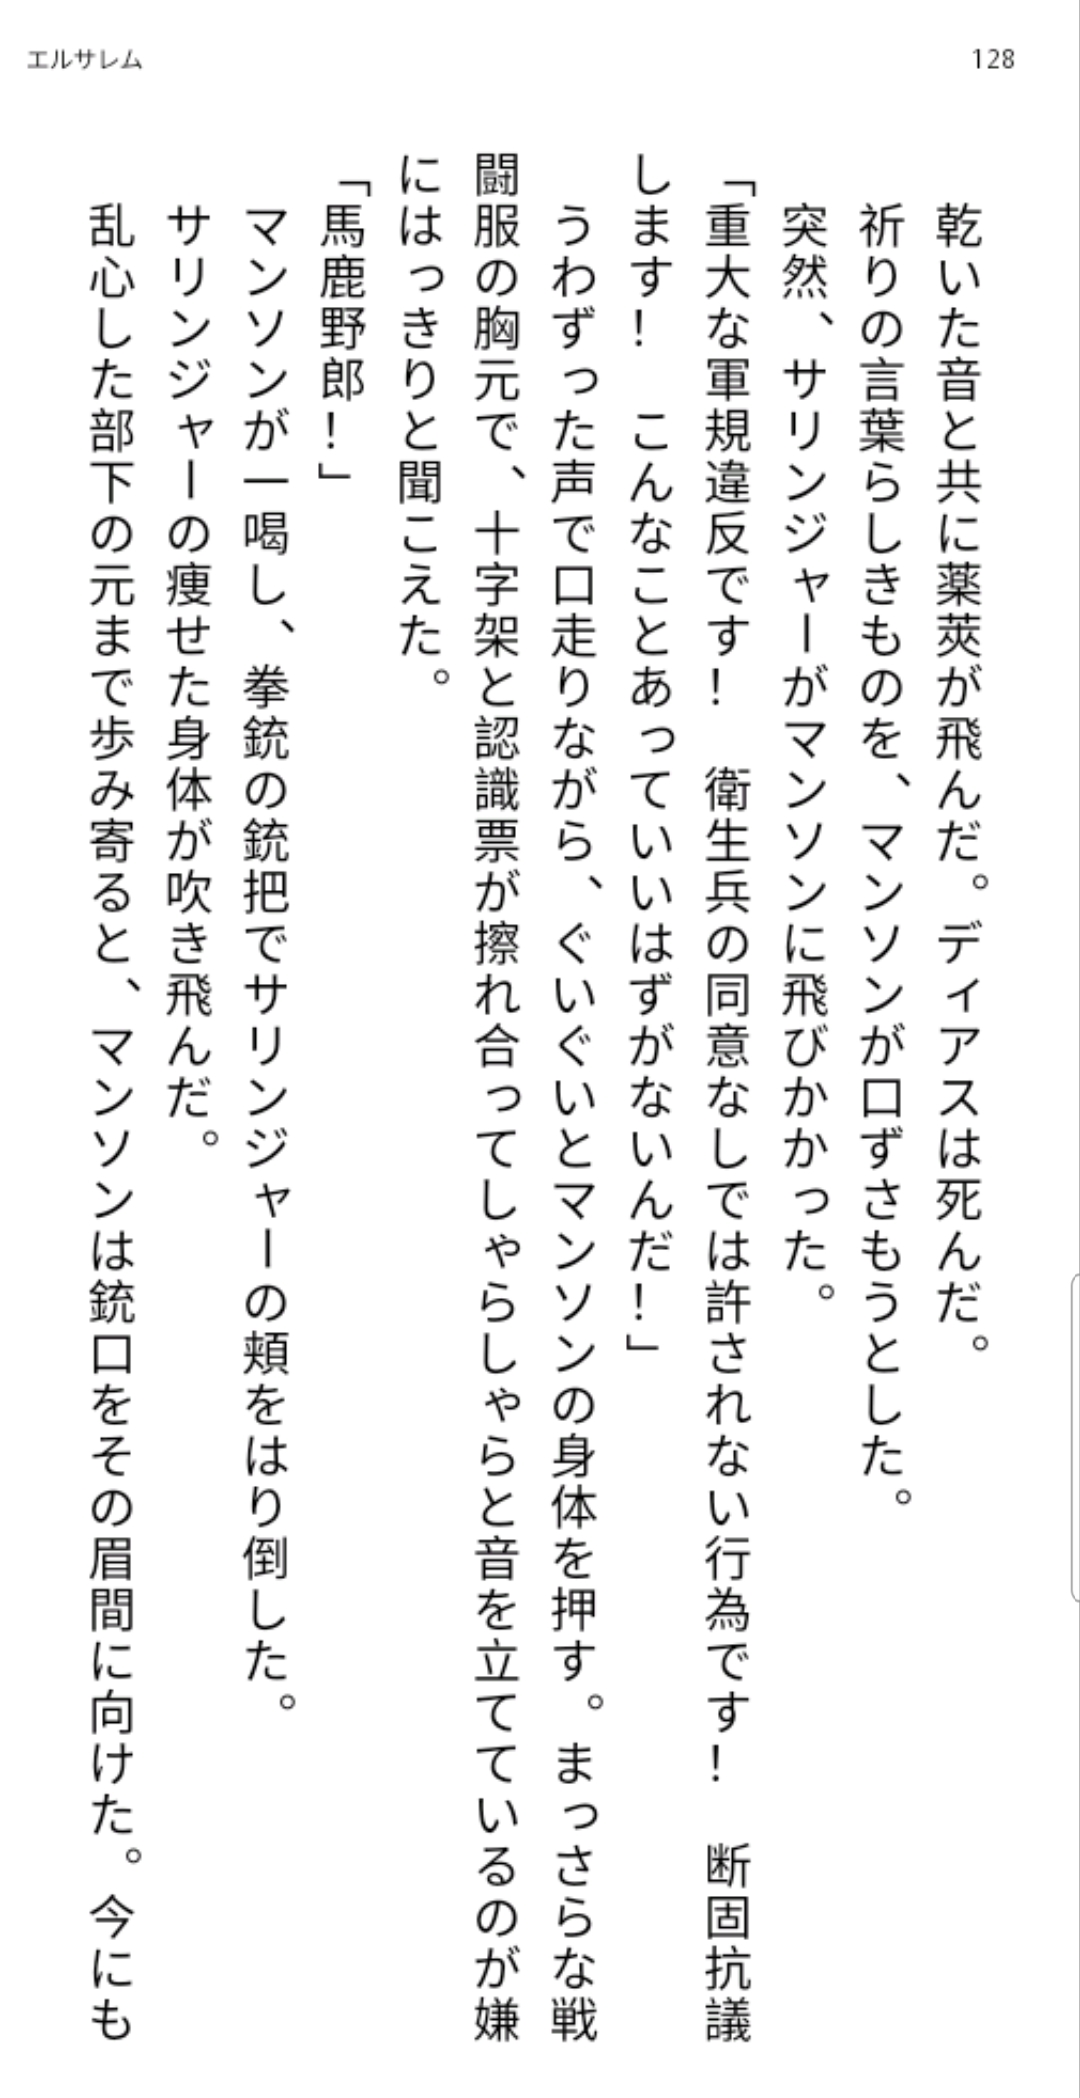 エルサレム
128
乾いた音と共に薬莢が飛んだ。ディアスは死んだ。
祈りの言葉らしきものを、マンソンが口ずさもうとした。
突然、サリンジャーがマンソンに飛びかかった。
「重大な軍規違反です！　衛生兵の同意なしでは許されない行為です！　断固抗議
します！　こんなことあっていいはずがないんだ！」
うわずった声で口走りながら、ぐいぐいとマンソンの身体を押す。まっさらな戦
闘服の胸元で、十字架と認識票が擦れ合ってしゃらしゃらと音を立てているのが嫌
にはっきりと聞こえた。
「馬鹿野郎！」
マンソンが一喝し、拳銃の銃把でサリンジャーの頬をはり倒した。
サリンジャーの痩せた身体が吹き飛んだ。
乱心した部下の元まで歩み寄ると、マンソンは銃口をその眉間に向けた。今にも